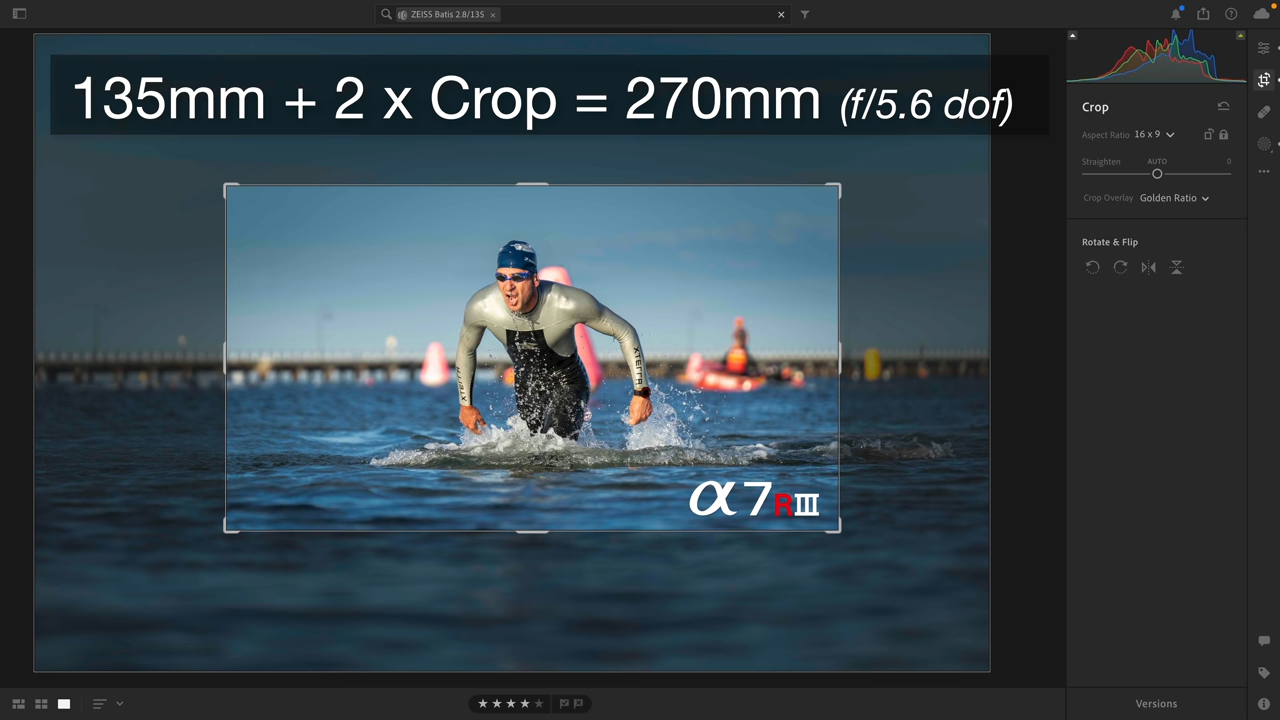 ZEISS Batis 2.8/135 ×
135mm + 2 x Crop = 270mm (f/5.6 dof)
Crop
Aspect Ratio 16 x 9
Straighten AUTO 0
Crop Overlay Golden Ratio
Rotate & Flip
XTERRA
α7RIII
Versions